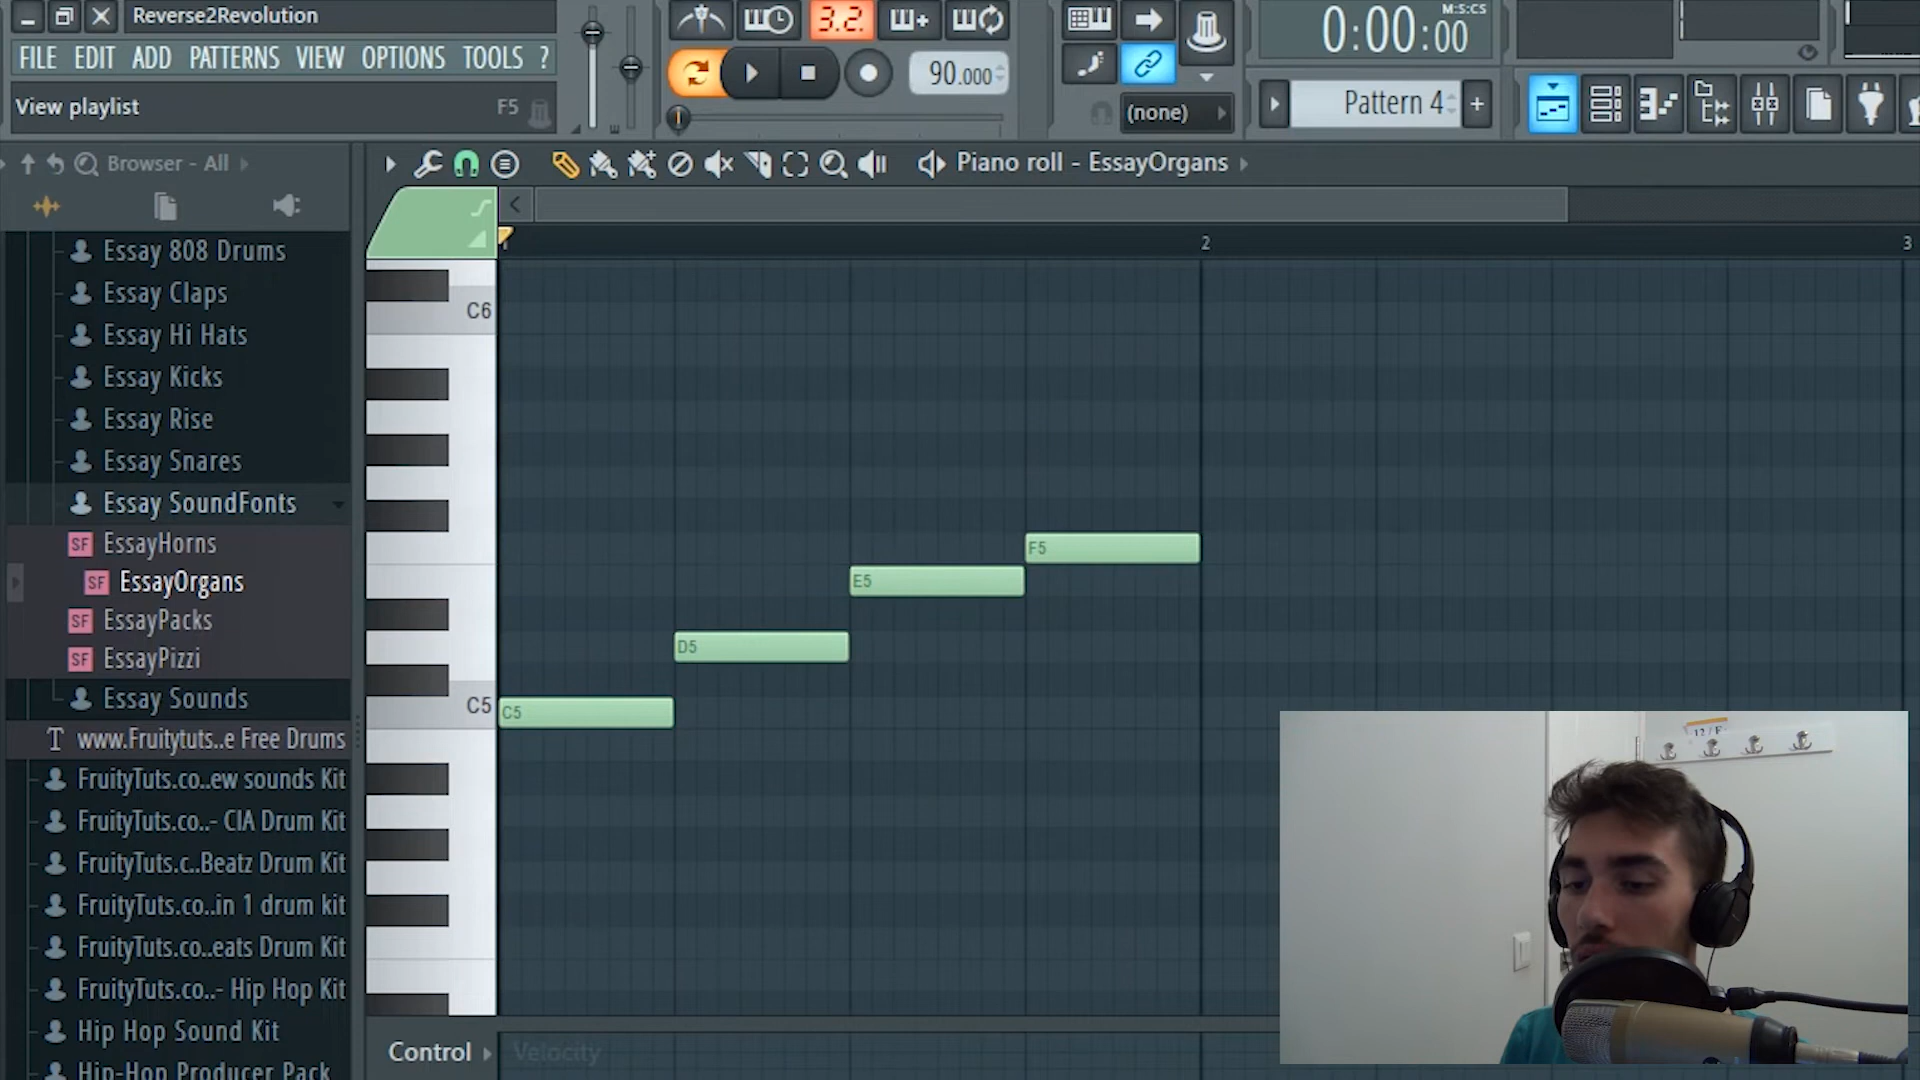 Reverse2Revolution
FILE EDIT ADD PATTERNS VIEW OPTIONS TOOLS ?
View playlist F5
3.2.
90.000
(none)
0:00:00
M:S:CS
Pattern 4
Browser - All
Piano roll - EssayOrgans
2
3
Essay 808 Drums
Essay Claps
Essay Hi Hats
Essay Kicks
Essay Rise
Essay Snares
Essay SoundFonts
SF EssayHorns
SF EssayOrgans
SF EssayPacks
SF EssayPizzi
Essay Sounds
www.Fruitytuts..e Free Drums
FruityTuts.co..ew sounds Kit
FruityTuts.co..- CIA Drum Kit
FruityTuts.c..Beatz Drum Kit
FruityTuts.co..in 1 drum kit
FruityTuts.co..eats Drum Kit
FruityTuts.co..- Hip Hop Kit
Hip Hop Sound Kit
Hip-Hop Producer Pack
C6
C5
F5
E5
D5
C5
Control
Velocity